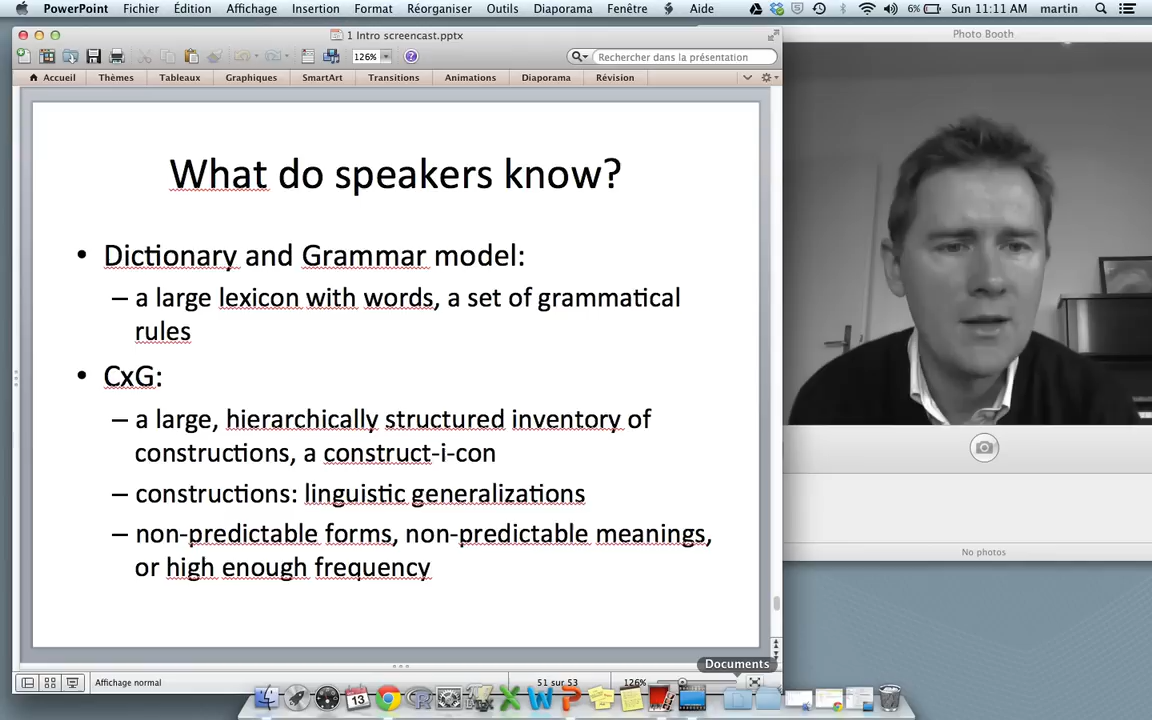 PowerPoint Fichier Édition Affichage Insertion Format Réorganiser Outils Diaporama Fenêtre Aide 6% Sun 11:11 AM martin
1 Intro screencast.pptx
Photo Booth
126%
Rechercher dans la présentation
Accueil Thèmes Tableaux Graphiques SmartArt Transitions Animations Diaporama Révision
What do speakers know?
• Dictionary and Grammar model:
– a large lexicon with words, a set of grammatical
rules
• CxG:
– a large, hierarchically structured inventory of
constructions, a construct-i-con
– constructions: linguistic generalizations
– non-predictable forms, non-predictable meanings,
or high enough frequency
No photos
Documents
Affichage normal
51 sur 53
126%
13